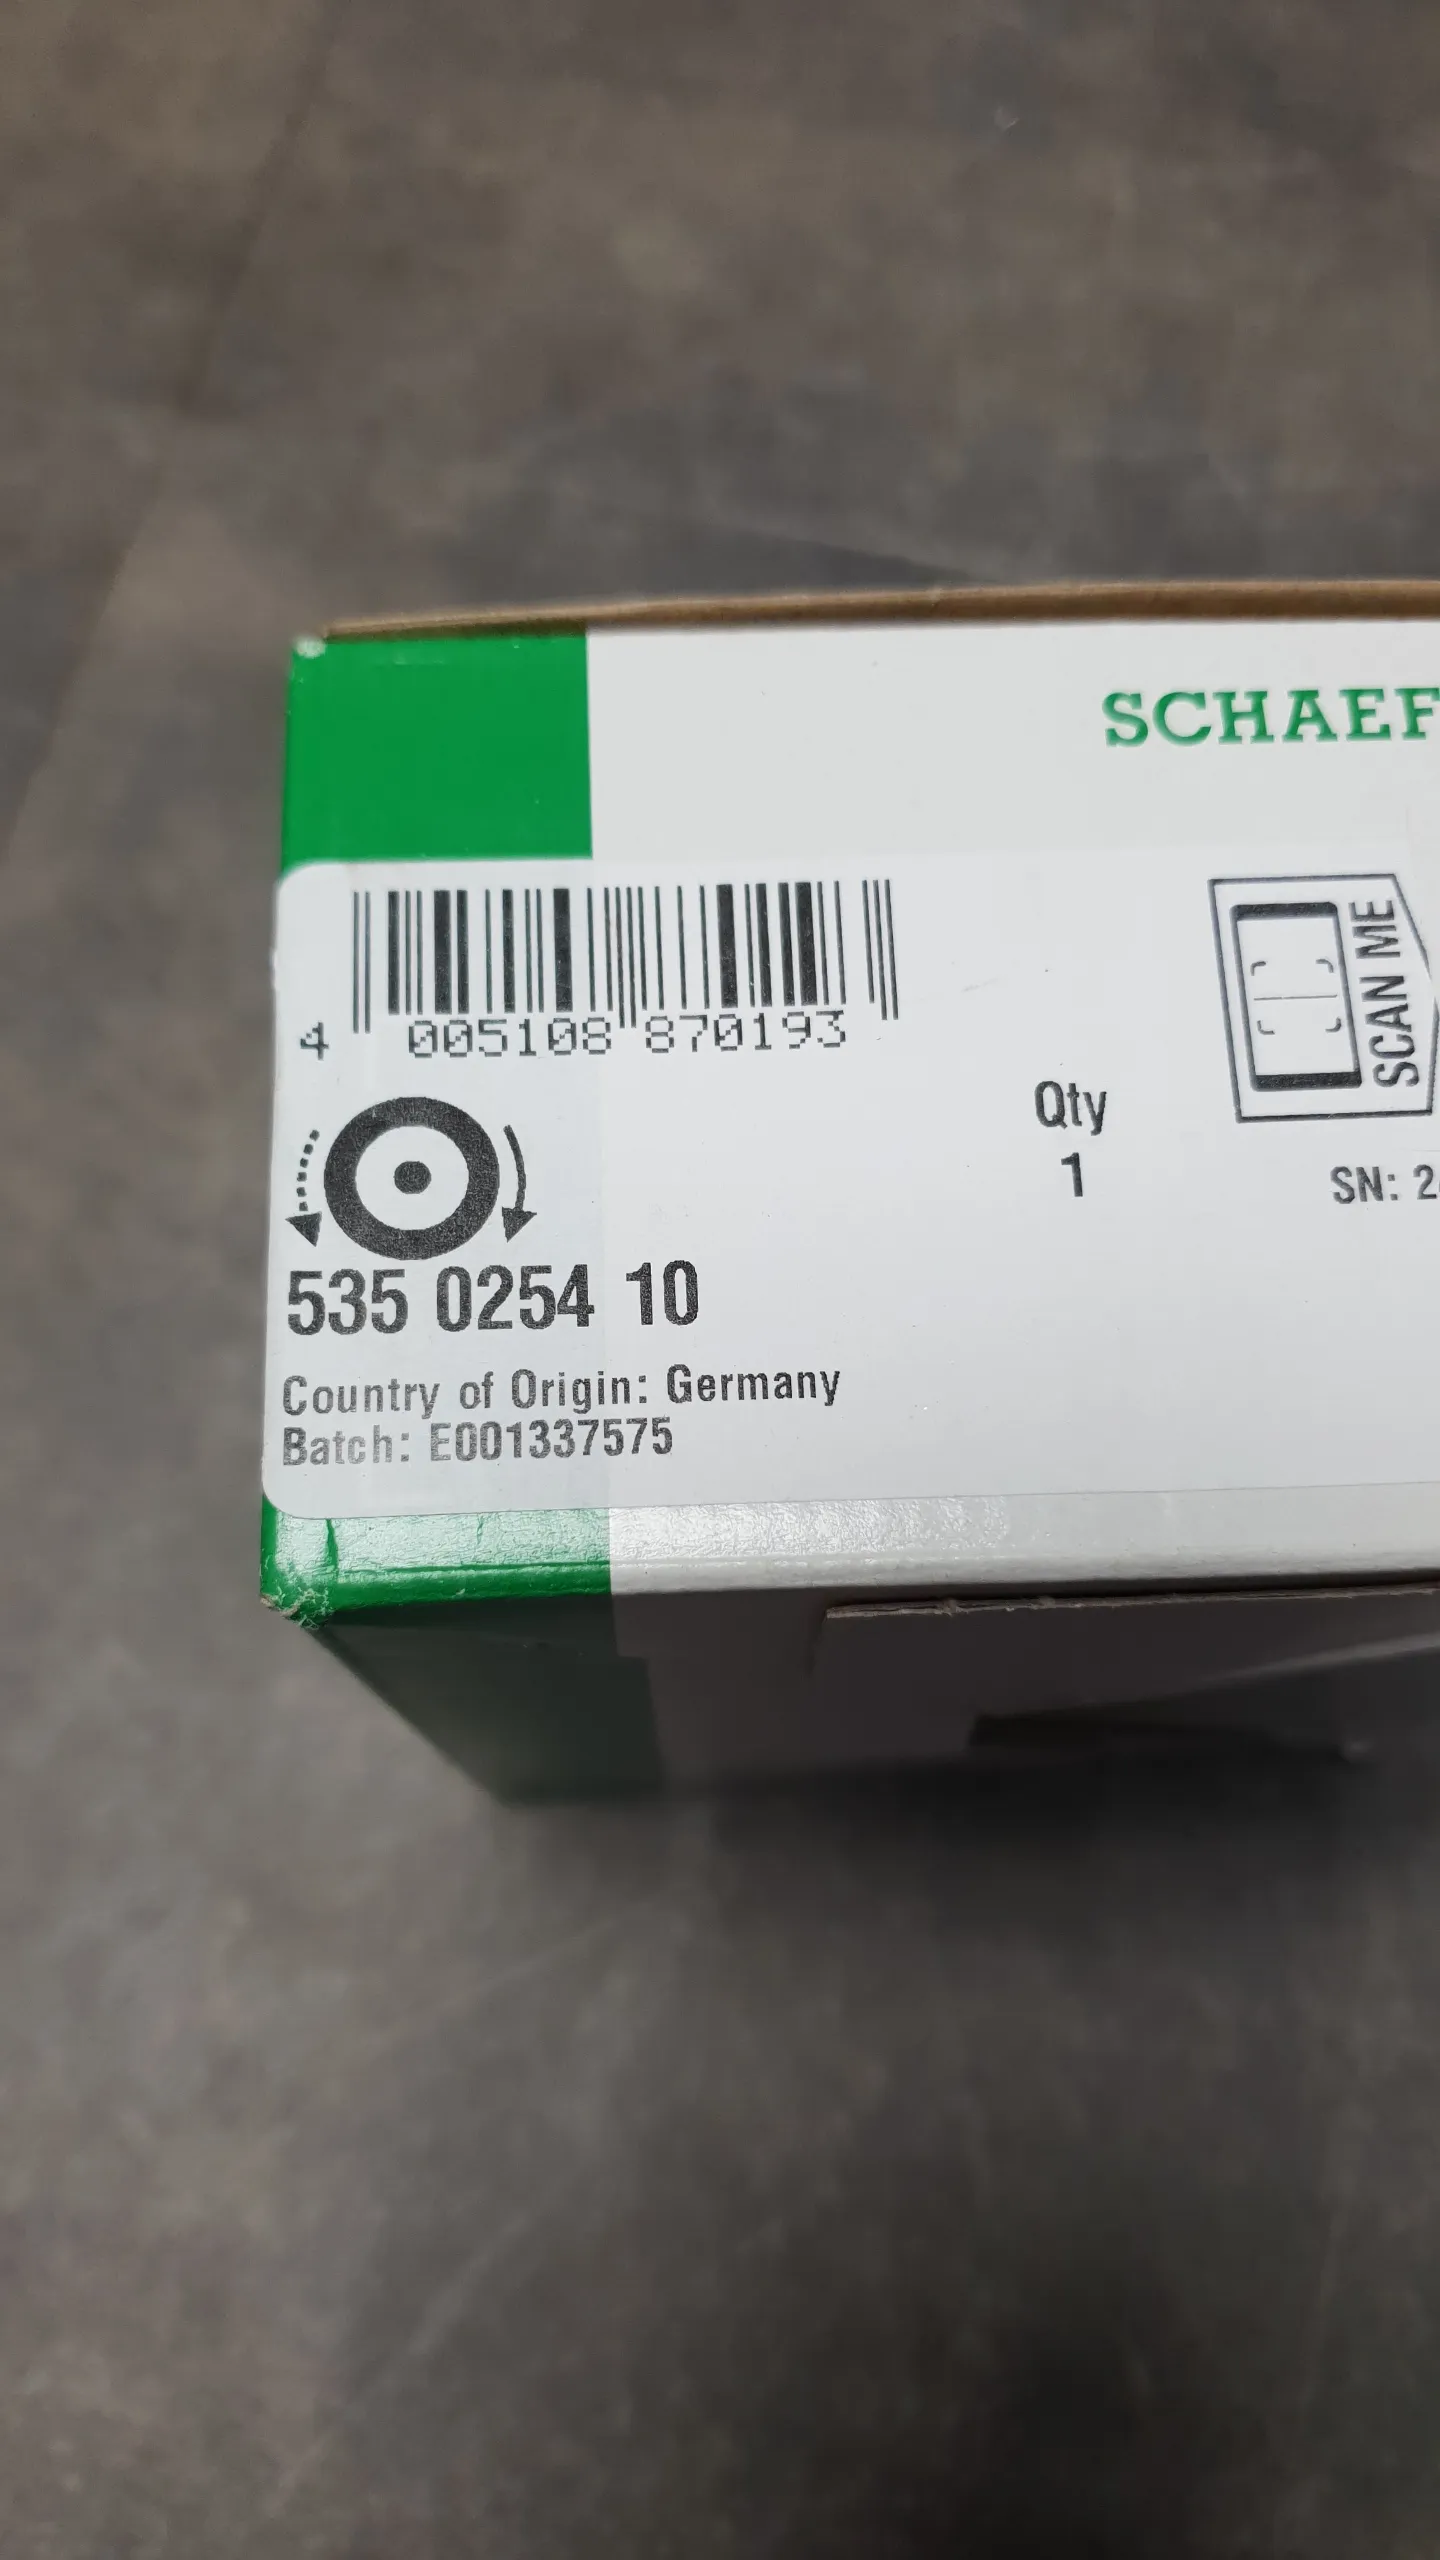 SCHAEF
4 005108 870193
SCAN ME
Qty
1
SN: 2
535 0254 10
Country of Origin: Germany
Batch: E001337575